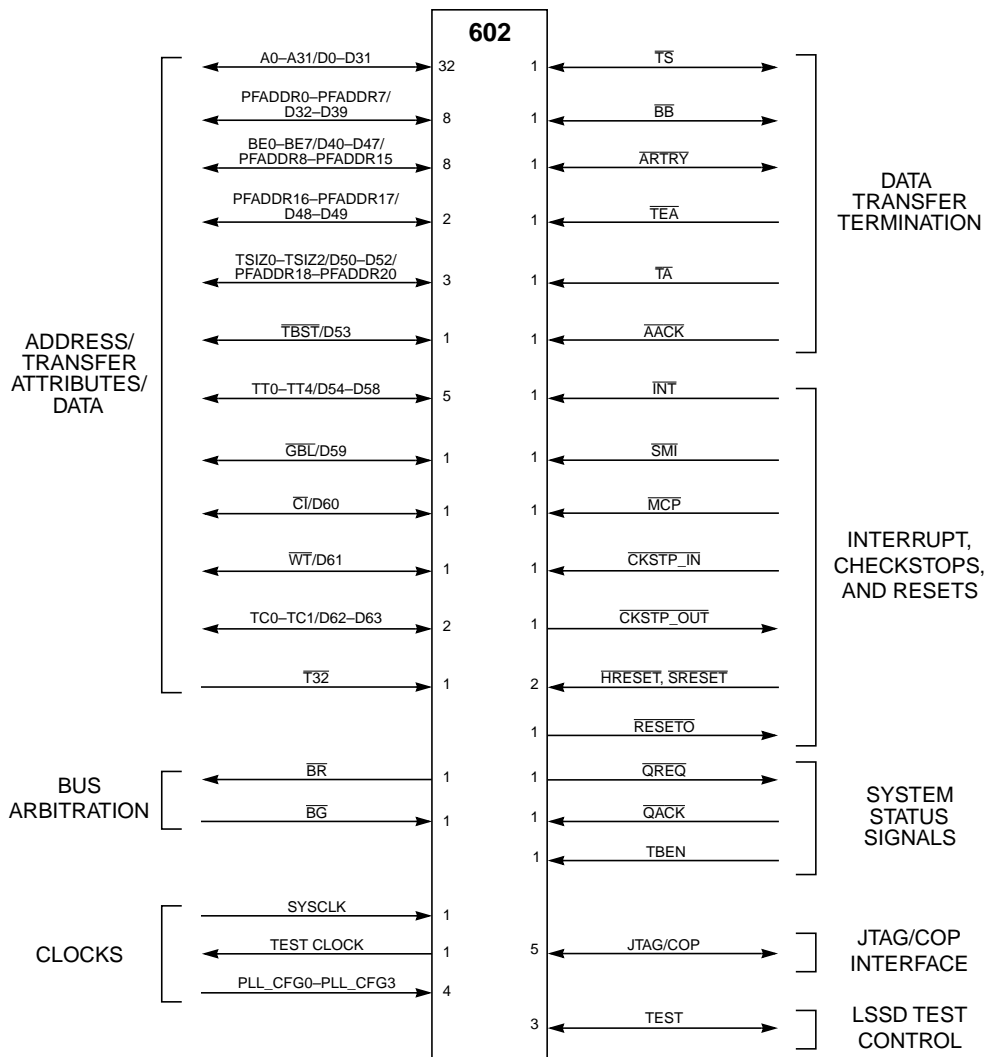 602
ADDRESS/
TRANSFER
ATTRIBUTES/
DATA
A0–A31/D0–D31
32
PFADDR0–PFADDR7/
D32–D39
8
BE0–BE7/D40–D47/
PFADDR8–PFADDR15
8
PFADDR16–PFADDR17/
D48–D49
2
TSIZ0–TSIZ2/D50–D52/
PFADDR18–PFADDR20
3
TBST/D53
1
TT0–TT4/D54–D58
5
GBL/D59
1
CI/D60
1
WT/D61
1
TC0–TC1/D62–D63
2
T32
1
BUS
ARBITRATION
BR
1
BG
1
CLOCKS
SYSCLK
1
TEST CLOCK
1
PLL_CFG0–PLL_CFG3
4
1
TS
1
BB
1
ARTRY
1
TEA
1
TA
1
AACK
DATA
TRANSFER
TERMINATION
1
INT
1
SMI
1
MCP
1
CKSTP_IN
1
CKSTP_OUT
2
HRESET, SRESET
1
RESETO
INTERRUPT,
CHECKSTOPS,
AND RESETS
1
QREQ
1
QACK
1
TBEN
SYSTEM
STATUS
SIGNALS
5
JTAG/COP
JTAG/COP
INTERFACE
3
TEST
LSSD TEST
CONTROL